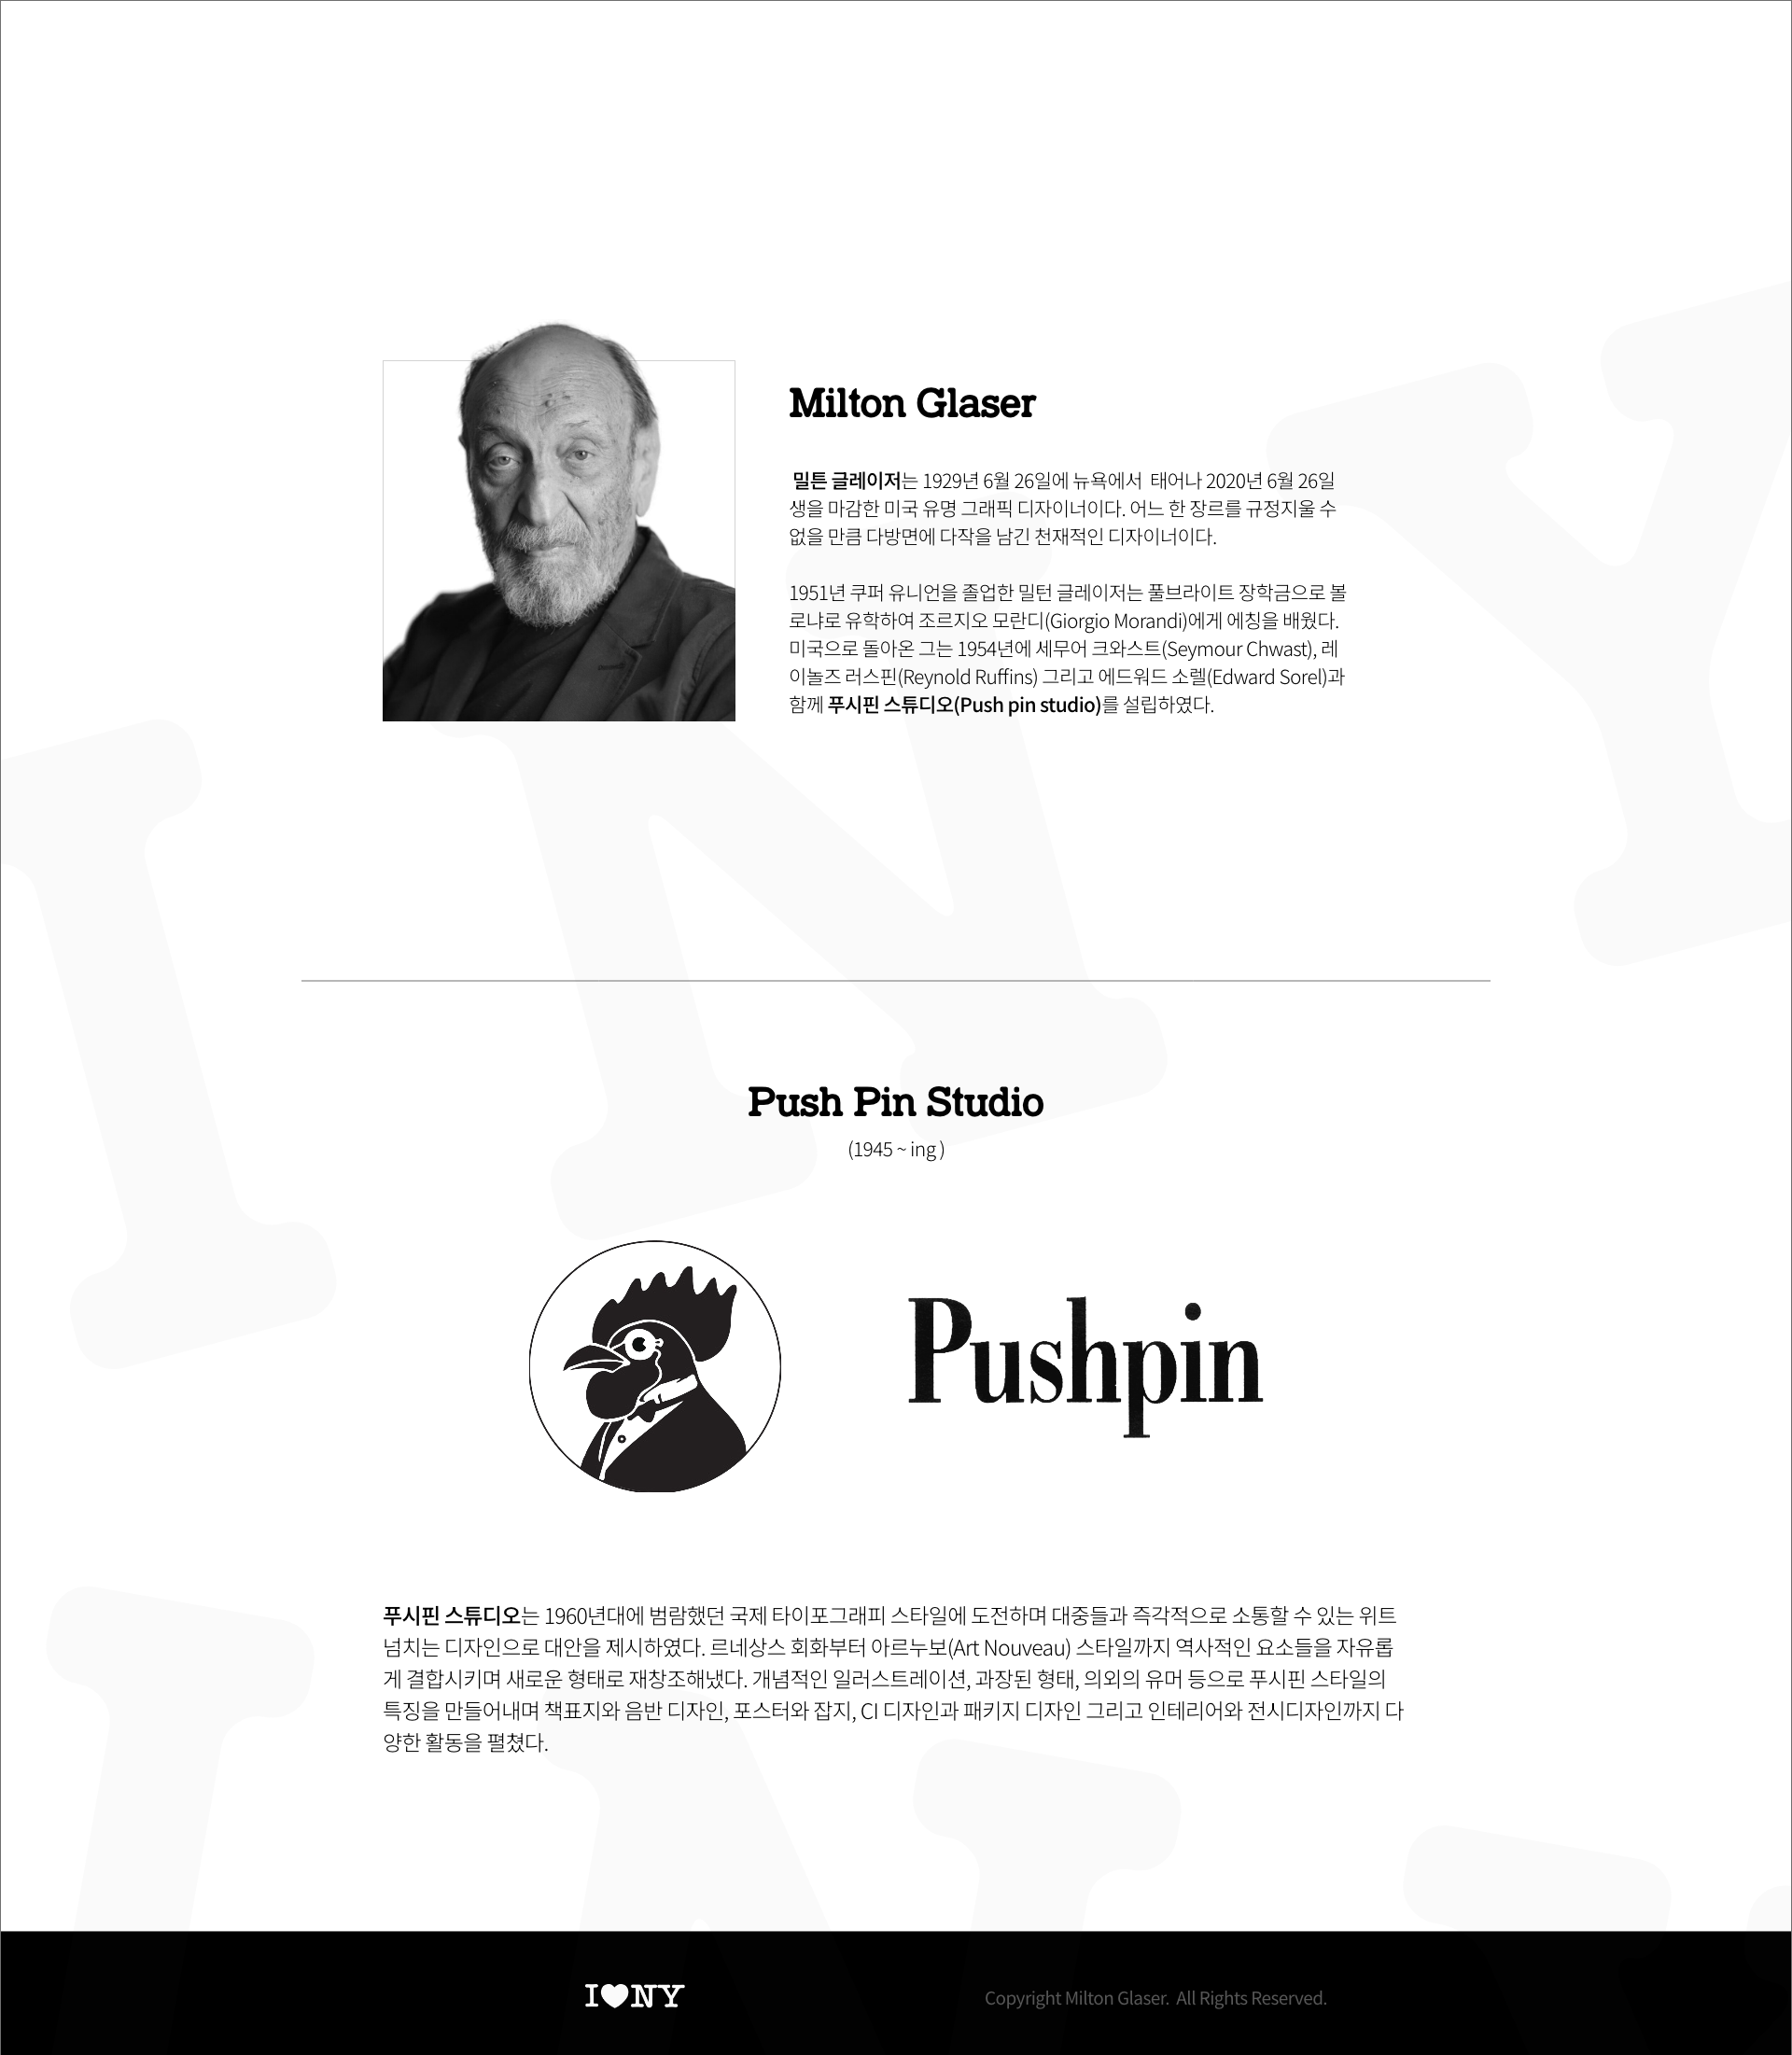 Milton Glaser
밀튼 글레이저는 1929년 6월 26일에 뉴욕에서 태어나 2020년 6월 26일
생을 마감한 미국 유명 그래픽 디자이너이다. 어느 한 장르를 규정지울 수
없을 만큼 다방면에 다작을 남긴 천재적인 디자이너이다.
1951년 쿠퍼 유니언을 졸업한 밀턴 글레이저는 풀브라이트 장학금으로 볼
로냐로 유학하여 조르지오 모란디(Giorgio Morandi)에게 에칭을 배웠다.
미국으로 돌아온 그는 1954년에 세무어 크와스트(Seymour Chwast), 레
이놀즈 러스핀(Reynold Ruffins) 그리고 에드워드 소렐(Edward Sorel)과
함께 푸시핀 스튜디오(Push pin studio)를 설립하였다.
Push Pin Studio
(1945 ~ ing )
Pushpin
푸시핀 스튜디오는 1960년대에 범람했던 국제 타이포그래피 스타일에 도전하며 대중들과 즉각적으로 소통할 수 있는 위트
넘치는 디자인으로 대안을 제시하였다. 르네상스 회화부터 아르누보(Art Nouveau) 스타일까지 역사적인 요소들을 자유롭
게 결합시키며 새로운 형태로 재창조해냈다. 개념적인 일러스트레이션, 과장된 형태, 의외의 유머 등으로 푸시핀 스타일의
특징을 만들어내며 책표지와 음반 디자인, 포스터와 잡지, CI 디자인과 패키지 디자인 그리고 인테리어와 전시디자인까지 다
양한 활동을 펼쳤다.
I♥NY
Copyright Milton Glaser. All Rights Reserved.